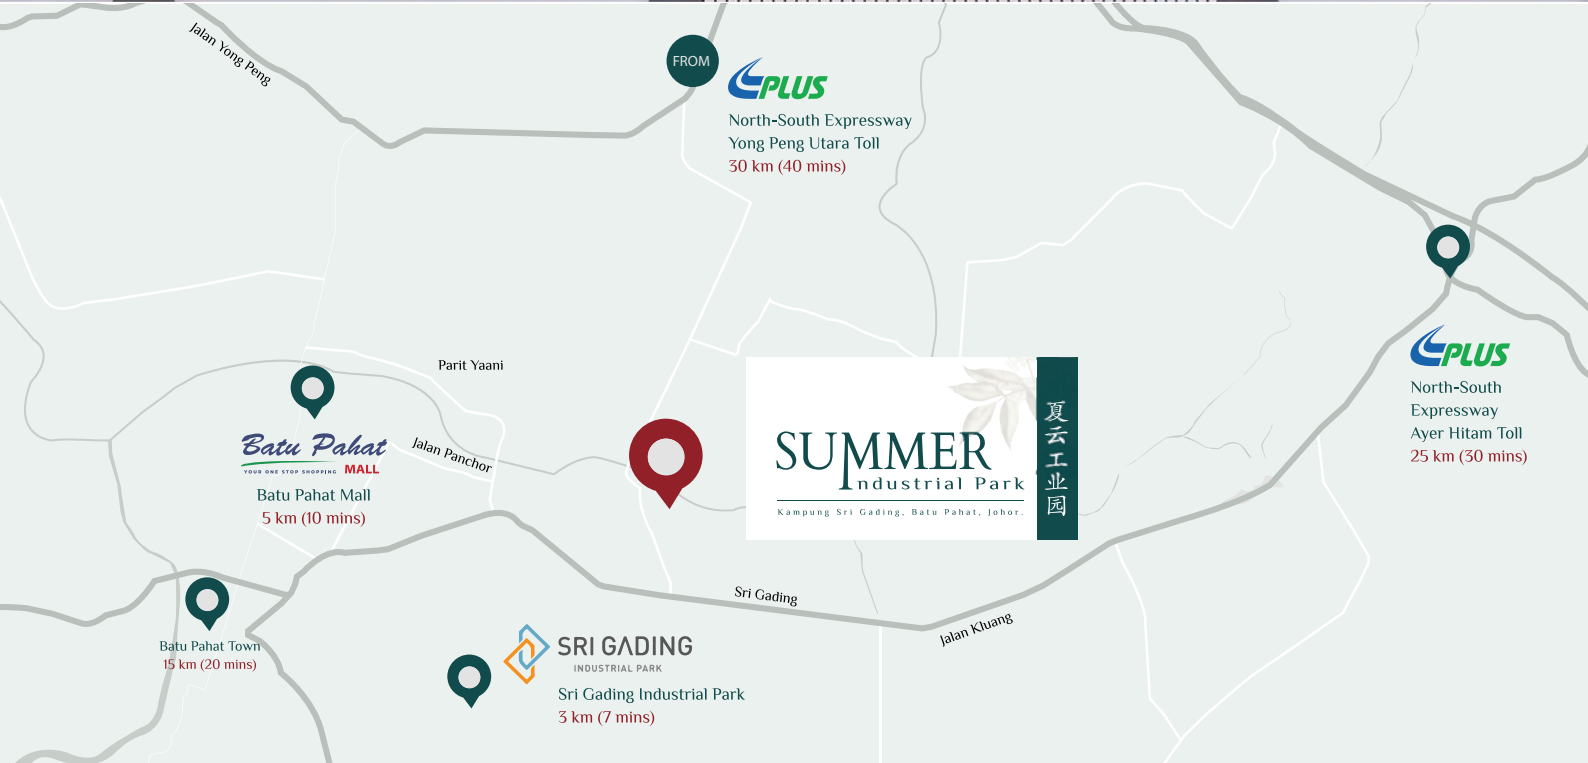 Jalan Yong Peng
FROM
PLUS
North-South Expressway
Yong Peng Utara Toll
30 km (40 mins)
PLUS
North-South
Expressway
Ayer Hitam Toll
25 km (30 mins)
Parit Yaani
Jalan Panchor
Batu Pahat
YOUR ONE STOP SHOPPING MALL
Batu Pahat Mall
5 km (10 mins)
SUMMER
Industrial Park
Kampung Sri Gading, Batu Pahat, Johor.
夏云工业园
Sri Gading
Jalan Kluang
Batu Pahat Town
15 km (20 mins)
SRI GADING
INDUSTRIAL PARK
Sri Gading Industrial Park
3 km (7 mins)